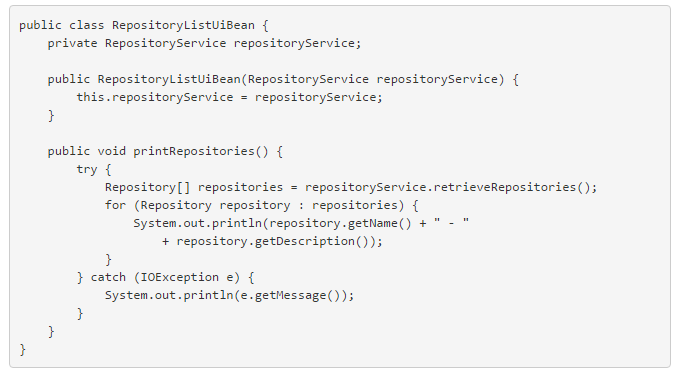 public class RepositoryListUiBean {
    private RepositoryService repositoryService;

    public RepositoryListUiBean(RepositoryService repositoryService) {
        this.repositoryService = repositoryService;
    }

    public void printRepositories() {
        try {
            Repository[] repositories = repositoryService.retrieveRepositories();
            for (Repository repository : repositories) {
                System.out.println(repository.getName() + " - "
                    + repository.getDescription());
            }
        } catch (IOException e) {
            System.out.println(e.getMessage());
        }
    }
}